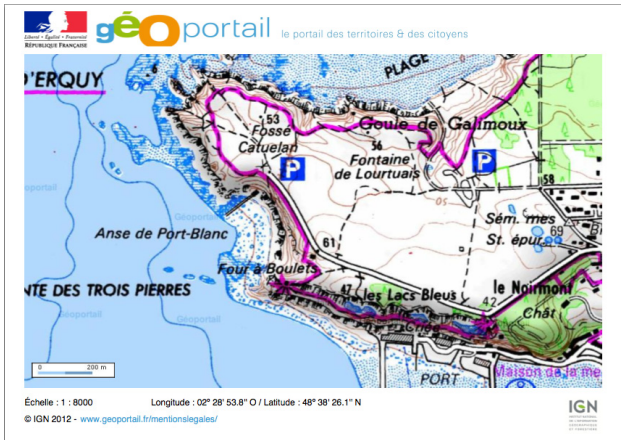 Liberté • Égalité • Fraternité
RÉPUBLIQUE FRANÇAISE
géoportail le portail des territoires & des citoyens
D'ERQUY
PLAGE
53
Fossé
Catuelan
Goule de Galimoux
56
Fontaine
de Lourtuais
P
P
58
50
Géoportail
Anse de Port-Blanc
Sém. mes
69
St. épur.
61
Four à Boulets
NTE DES TROIS PIERRES
47
les Lacs Bleus
42
le Noirmont
Chât
Géoportail
Géoportail
PORT
Maison de la me
0 200 m
Échelle : 1 : 8000 Longitude : 02° 28' 53.8" O / Latitude : 48° 38' 26.1" N
© IGN 2012 - www.geoportail.fr/mentionslegales/
IGN